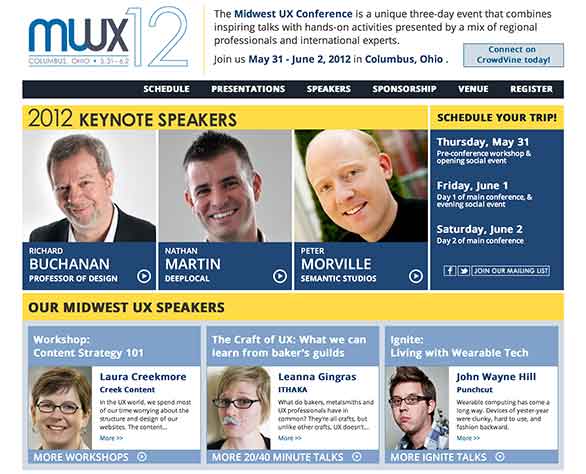 mwx12
COLUMBUS, OHIO • 5.31-6.2
The Midwest UX Conference is a unique three-day event that combines
inspiring talks with hands-on activities presented by a mix of regional
professionals and international experts.
Join us May 31 - June 2, 2012 in Columbus, Ohio .
Connect on
CrowdVine today!
SCHEDULE PRESENTATIONS SPEAKERS SPONSORSHIP VENUE REGISTER
2012 KEYNOTE SPEAKERS
RICHARD
BUCHANAN
PROFESSOR OF DESIGN
NATHAN
MARTIN
DEEPLOCAL
PETER
MORVILLE
SEMANTIC STUDIOS
SCHEDULE YOUR TRIP!
Thursday, May 31
Pre-conference workshop &
opening social event
Friday, June 1
Day 1 of main conference, &
evening social event
Saturday, June 2
Day 2 of main conference
f JOIN OUR MAILING LIST
OUR MIDWEST UX SPEAKERS
Workshop:
Content Strategy 101
Laura Creekmore
Creek Content
In the UX world, we spend most
of our time worrying about the
structure and design of our
websites. The content...
More >>
MORE WORKSHOPS
The Craft of UX: What we can
learn from baker's guilds
Leanna Gingras
ITHAKA
What do bakers, metalsmiths and
UX professionals have in
common? They're all crafts, but
unlike other crafts, UX doesn't...
More >>
MORE 20/40 MINUTE TALKS
Ignite:
Living with Wearable Tech
John Wayne Hill
Punchcut
Wearable computing has come a
long way. Devices of yester-year
were clunky, hard to use, and
fashion backward.
More >>
MORE IGNITE TALKS